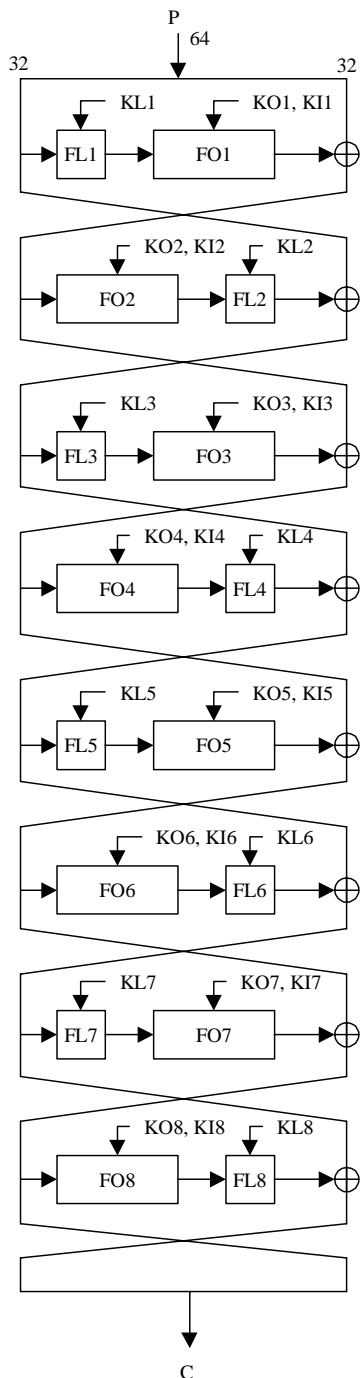 P
64
32 32
KL1 KO1, KI1
FL1 FO1
KO2, KI2 KL2
FO2 FL2
KL3 KO3, KI3
FL3 FO3
KO4, KI4 KL4
FO4 FL4
KL5 KO5, KI5
FL5 FO5
KO6, KI6 KL6
FO6 FL6
KL7 KO7, KI7
FL7 FO7
KO8, KI8 KL8
FO8 FL8
C